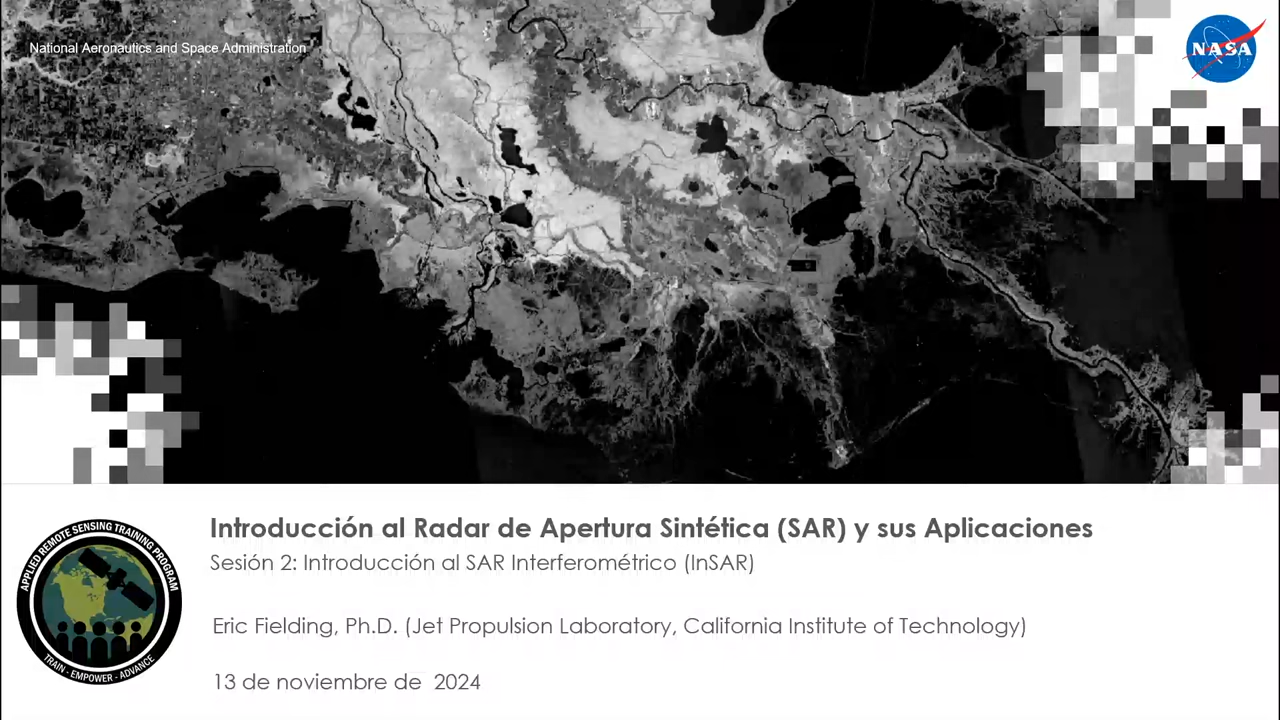 National Aeronautics and Space Administration
NASA
Introducción al Radar de Apertura Sintética (SAR) y sus Aplicaciones
Sesión 2: Introducción al SAR Interferométrico (InSAR)
APPLIED REMOTE SENSING TRAINING PROGRAM
TRAIN - EMPOWER - ADVANCE
Eric Fielding, Ph.D. (Jet Propulsion Laboratory, California Institute of Technology)
13 de noviembre de 2024